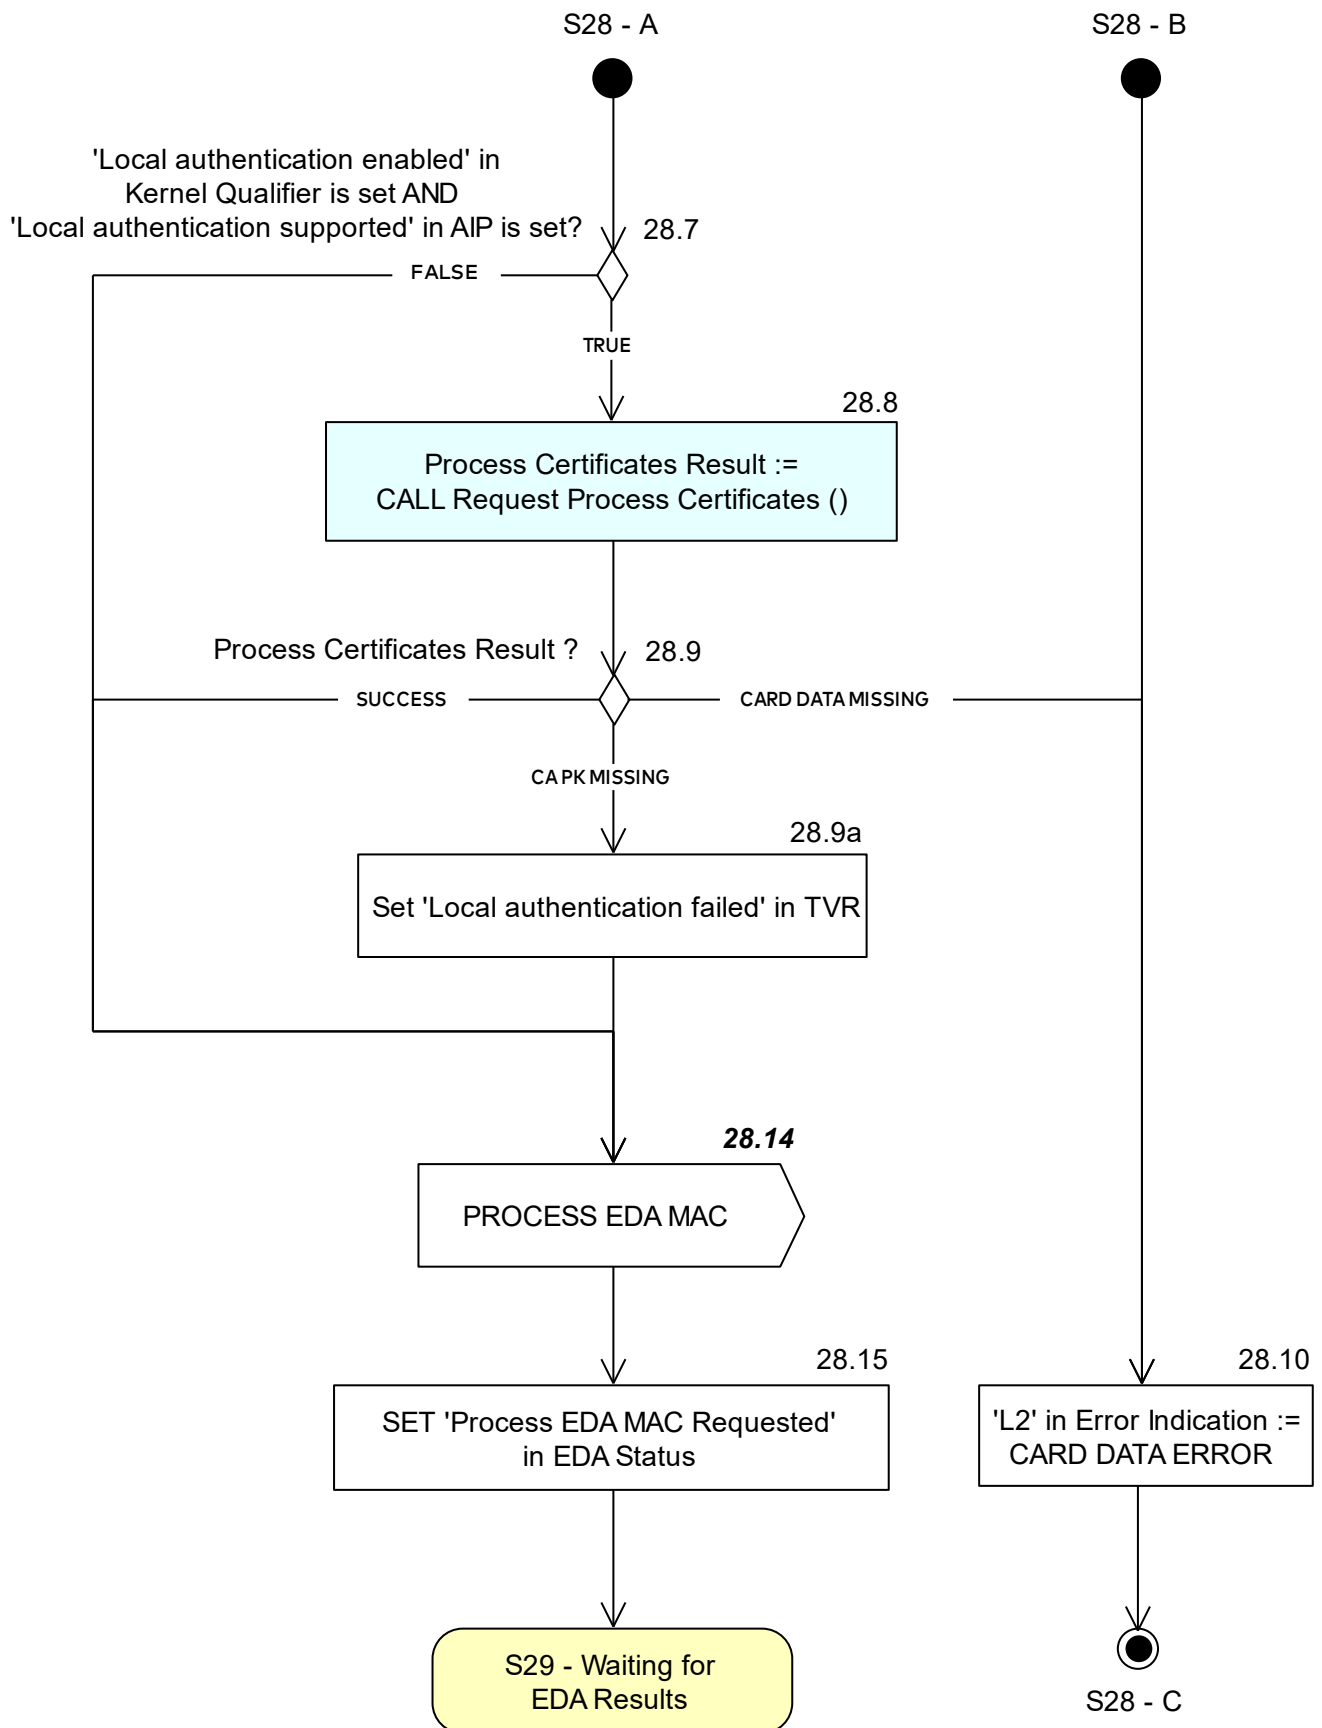 S28 - A
S28 - B
'Local authentication enabled' in
Kernel Qualifier is set AND
'Local authentication supported' in AIP is set?
28.7
FALSE
TRUE
28.8
Process Certificates Result :=
CALL Request Process Certificates ()
Process Certificates Result ?
28.9
SUCCESS
CARD DATA MISSING
CA PK MISSING
28.9a
Set 'Local authentication failed' in TVR
28.14
PROCESS EDA MAC
28.15
SET 'Process EDA MAC Requested'
in EDA Status
28.10
'L2' in Error Indication :=
CARD DATA ERROR
S29 - Waiting for
EDA Results
S28 - C